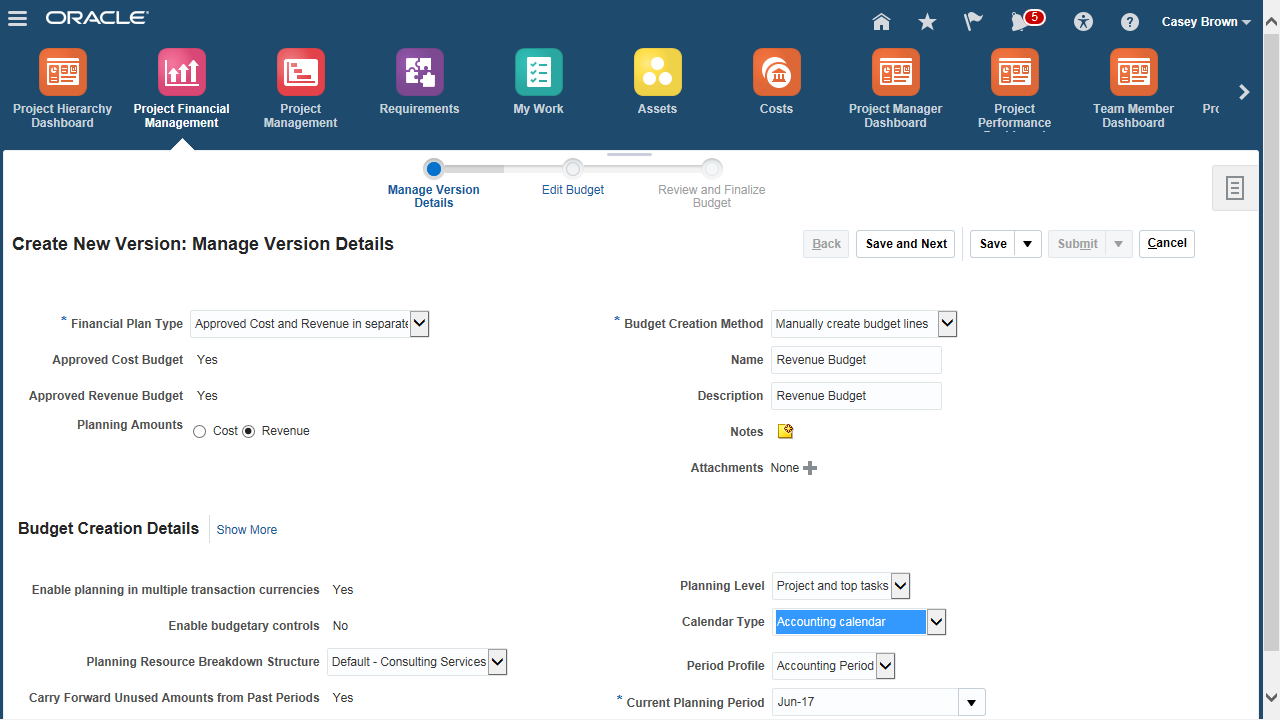 ORACLE
5
Casey Brown
Project Hierarchy
Dashboard
Project Financial
Management
Project
Management
Requirements
My Work
Assets
Costs
Project Manager
Dashboard
Project
Performance
Team Member
Dashboard
Manage Version
Details
Edit Budget
Review and Finalize
Budget
Create New Version: Manage Version Details
Back
Save and Next
Save
Submit
Cancel
* Financial Plan Type
Approved Cost and Revenue in separate
Approved Cost Budget Yes
Approved Revenue Budget Yes
Planning Amounts
Cost
Revenue
* Budget Creation Method
Manually create budget lines
Name
Revenue Budget
Description
Revenue Budget
Notes
Attachments None
Budget Creation Details
Show More
Enable planning in multiple transaction currencies Yes
Enable budgetary controls No
Planning Resource Breakdown Structure
Default - Consulting Services
Carry Forward Unused Amounts from Past Periods Yes
Planning Level
Project and top tasks
Calendar Type
Accounting calendar
Period Profile
Accounting Period
* Current Planning Period
Jun-17